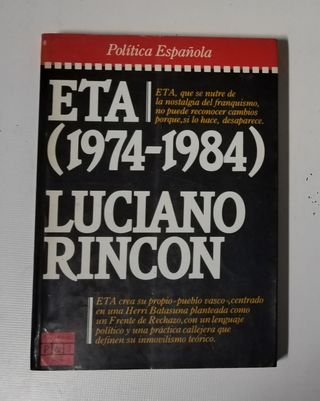 Política Española
ETA
(1974-1984)
ETA, que se nutre de
la nostalgia del franquismo,
no puede reconocer cambios
porque, si lo hace, desaparece.
LUCIANO
RINCON
ETA crea su propio «pueblo vasco», centrado
en una Herri Batasuna planteada como
un Frente de Rechazo, con un lenguaje
político y una práctica callejera que
definen su inmovilismo teórico.